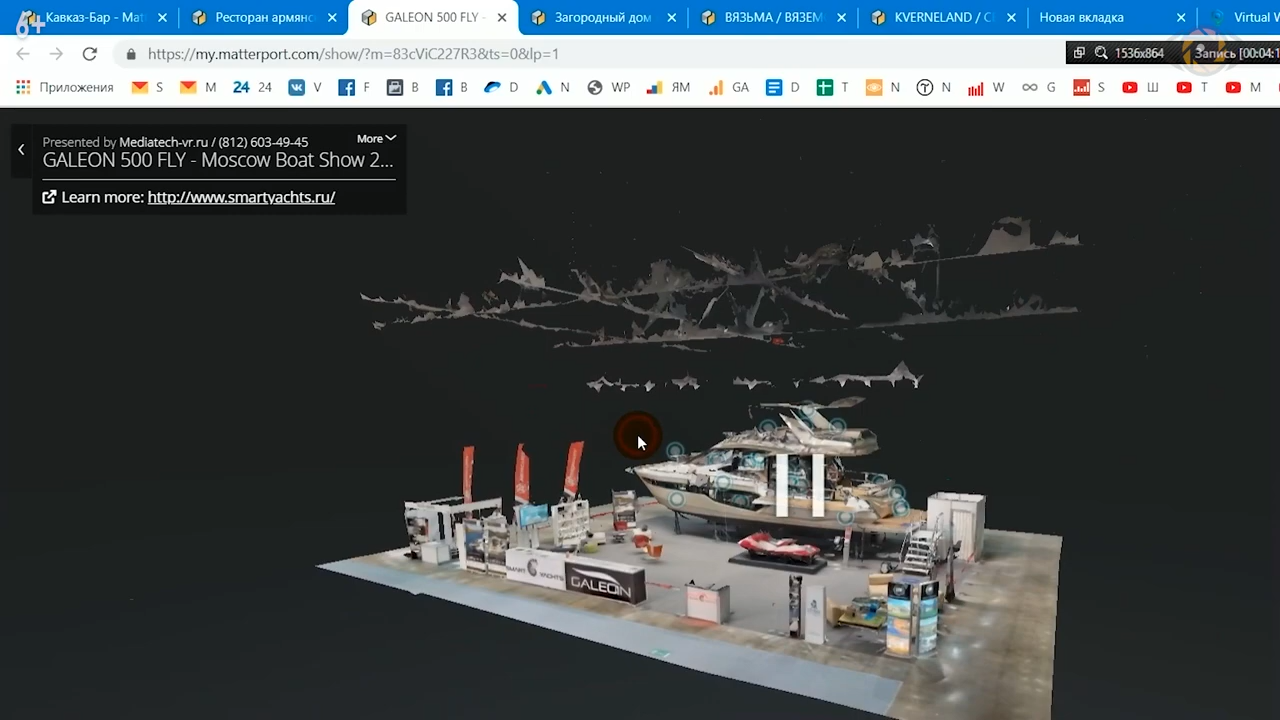 6+
Кавказ-Бар - Mat
Ресторан армянс
GALEON 500 FLY -
Загородный дом
ВЯЗЬМА / ВЯЗЕМ
KVERNELAND / С
Новая вкладка
Virtual W
https://my.matterport.com/show/?m=83cViC227R3&ts=0&lp=1
1536x864
Запись [00:04:1
Приложения
S
M
24 24
V
F
B
B
D
N
WP
ЯМ
GA
D
T
N
N
W
G
S
Ш
T
M
Presented by Mediatech-vr.ru / (812) 603-49-45
More
GALEON 500 FLY - Moscow Boat Show 2...
Learn more: http://www.smartyachts.ru/
SMART YACHTS
GALEON